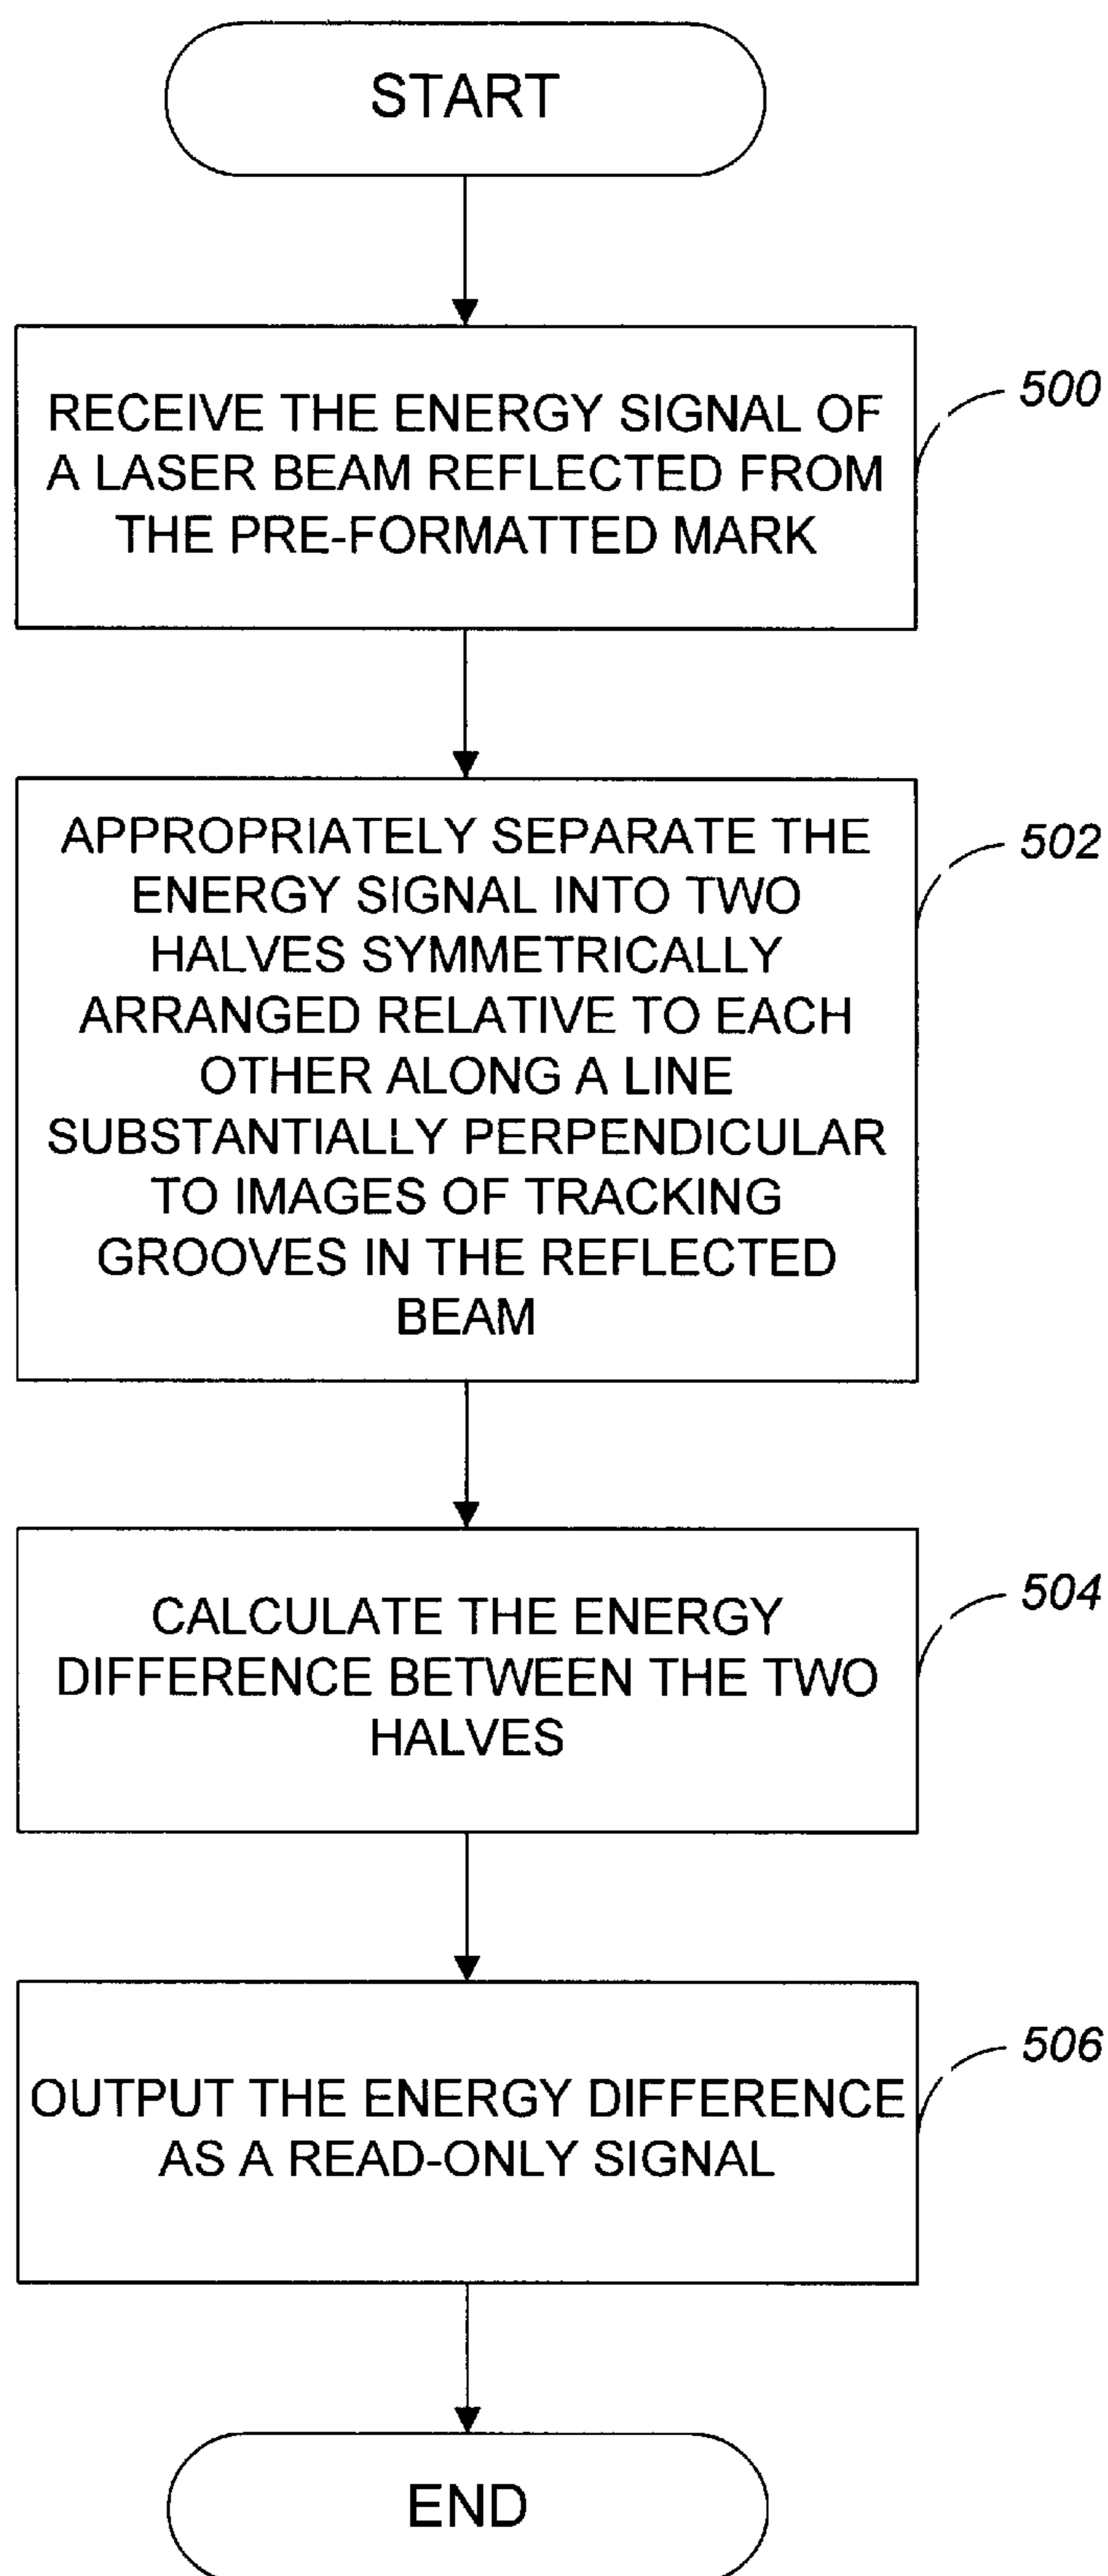 START
RECEIVE THE ENERGY SIGNAL OF
A LASER BEAM REFLECTED FROM
THE PRE-FORMATTED MARK
500
APPROPRIATELY SEPARATE THE
ENERGY SIGNAL INTO TWO
HALVES SYMMETRICALLY
ARRANGED RELATIVE TO EACH
OTHER ALONG A LINE
SUBSTANTIALLY PERPENDICULAR
TO IMAGES OF TRACKING
GROOVES IN THE REFLECTED
BEAM
502
CALCULATE THE ENERGY
DIFFERENCE BETWEEN THE TWO
HALVES
504
OUTPUT THE ENERGY DIFFERENCE
AS A READ-ONLY SIGNAL
506
END